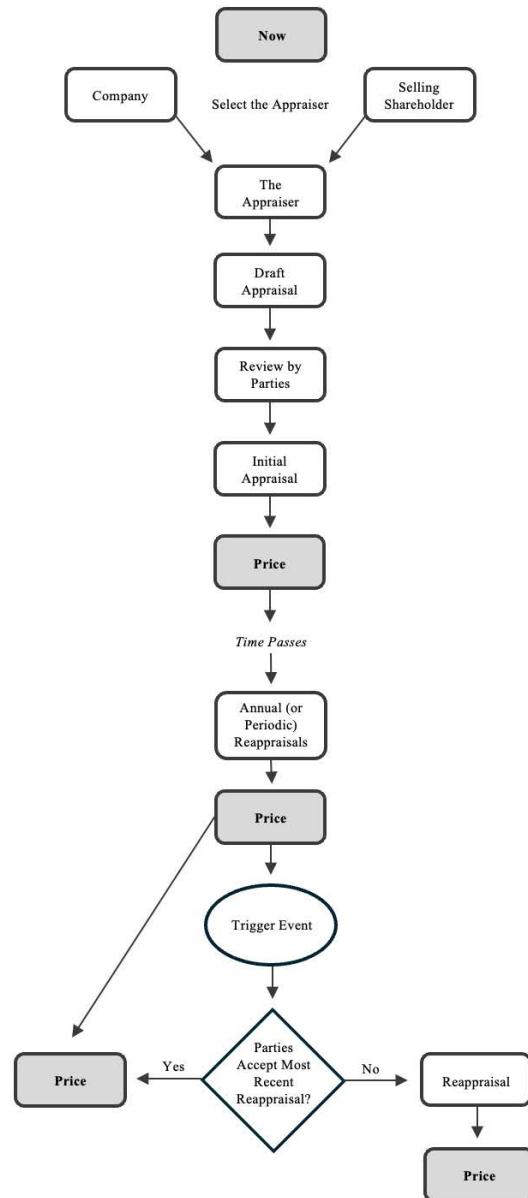 Now
Company
Select the Appraiser
Selling
Shareholder
The
Appraiser
Draft
Appraisal
Review by
Parties
Initial
Appraisal
Price
Time Passes
Annual (or
Periodic)
Reappraisals
Price
Trigger Event
Parties
Accept Most
Recent
Reappraisal?
Yes
No
Price
Reappraisal
Price